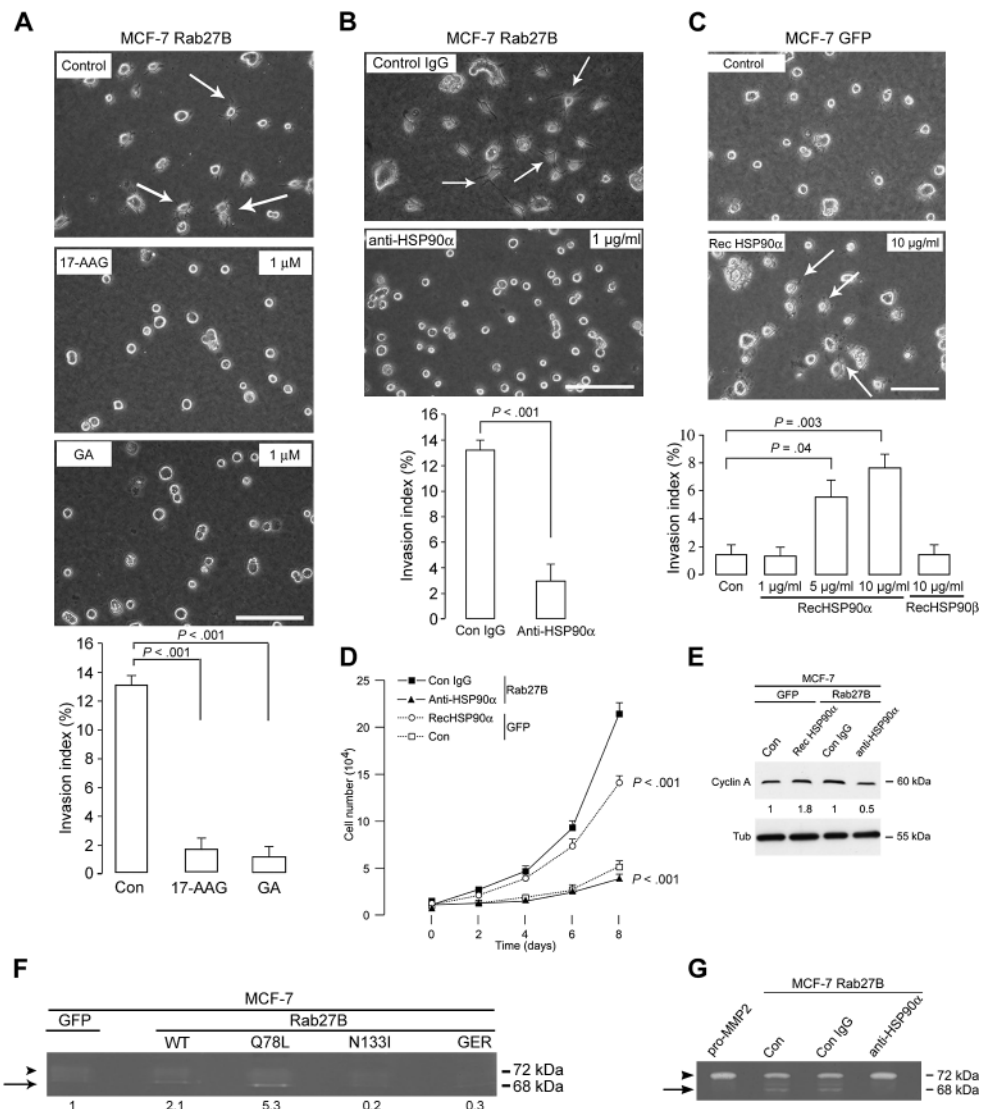 A
MCF-7 Rab27B
Control
17-AAG
1 μM
GA
1 μM
Invasion index (%)
16
14
12
10
8
6
4
2
0
P < .001
P < .001
Con
17-AAG
GA
B
MCF-7 Rab27B
Control IgG
anti-HSP90α
1 μg/ml
Invasion index (%)
16
14
12
10
8
6
4
2
0
P < .001
Con IgG
Anti-HSP90α
C
MCF-7 GFP
Control
Rec HSP90α
10 μg/ml
Invasion index (%)
10
8
6
4
2
0
P = .003
P = .04
Con
1 μg/ml
5 μg/ml
10 μg/ml
10 μg/ml
RecHSP90α
RecHSP90β
D
Con IgG
Anti-HSP90α
Rab27B
RecHSP90α
Con
GFP
Cell number (10⁴)
25
20
15
10
5
0
P < .001
P < .001
0
2
4
6
8
Time (days)
E
MCF-7
GFP
Rab27B
Con
Rec HSP90α
Con IgG
anti-HSP90α
Cyclin A
60 kDa
1 1.8 1 0.5
Tub
55 kDa
F
MCF-7
GFP
Rab27B
WT Q78L N133I GER
72 kDa
68 kDa
1 2.1 5.3 0.2 0.3
G
MCF-7 Rab27B
pro-MMP2
Con
Con IgG
anti-HSP90α
72 kDa
68 kDa